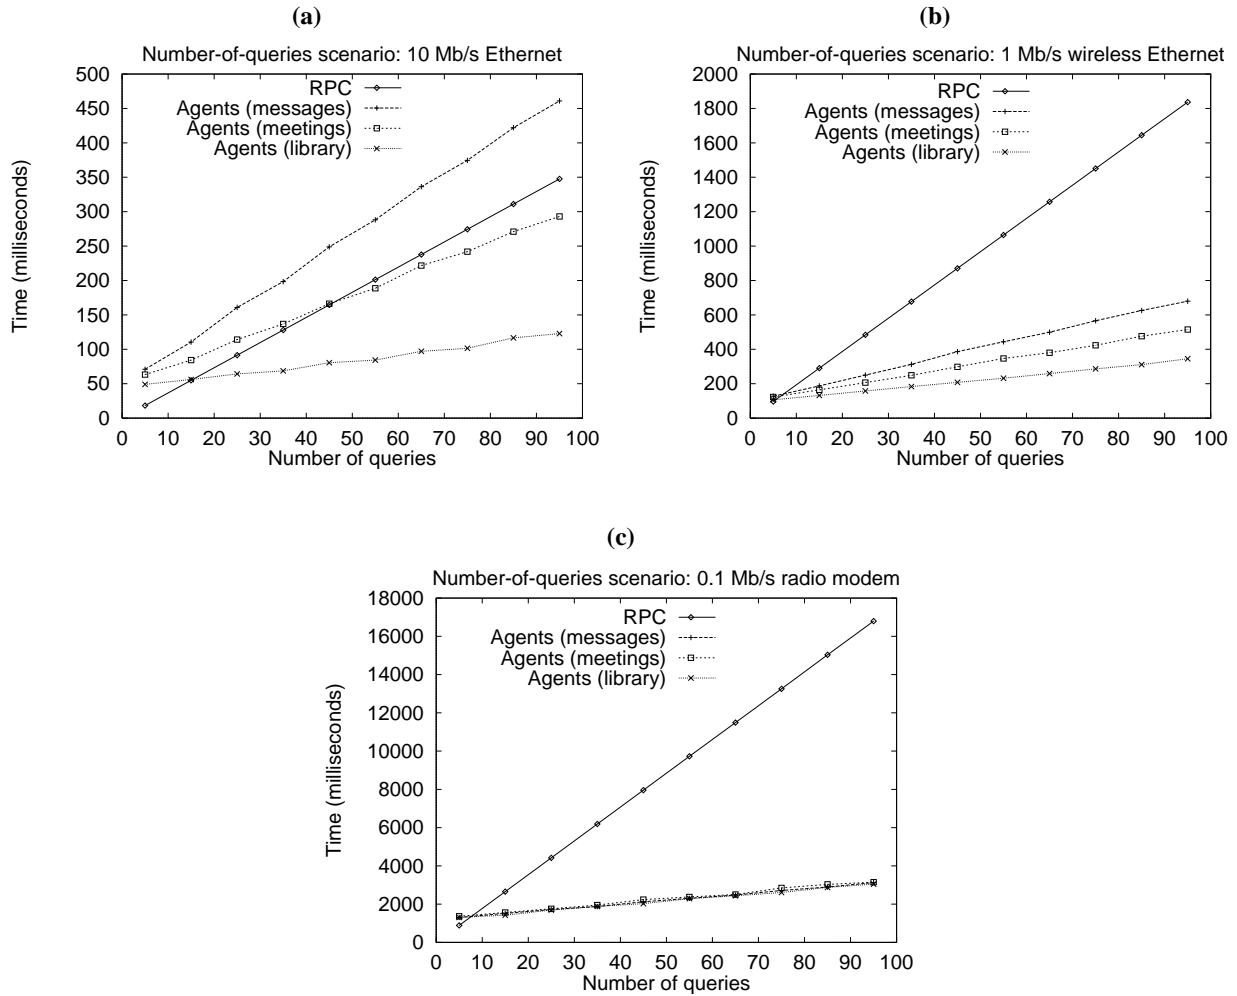 (a)
Number-of-queries scenario: 10 Mb/s Ethernet
500
450
400
350
300
250
200
150
100
50
0
Time (milliseconds)
RPC
Agents (messages)
Agents (meetings)
Agents (library)
0 10 20 30 40 50 60 70 80 90 100
Number of queries
(b)
Number-of-queries scenario: 1 Mb/s wireless Ethernet
2000
1800
1600
1400
1200
1000
800
600
400
200
0
Time (milliseconds)
RPC
Agents (messages)
Agents (meetings)
Agents (library)
0 10 20 30 40 50 60 70 80 90 100
Number of queries
(c)
Number-of-queries scenario: 0.1 Mb/s radio modem
18000
16000
14000
12000
10000
8000
6000
4000
2000
0
Time (milliseconds)
RPC
Agents (messages)
Agents (meetings)
Agents (library)
0 10 20 30 40 50 60 70 80 90 100
Number of queries